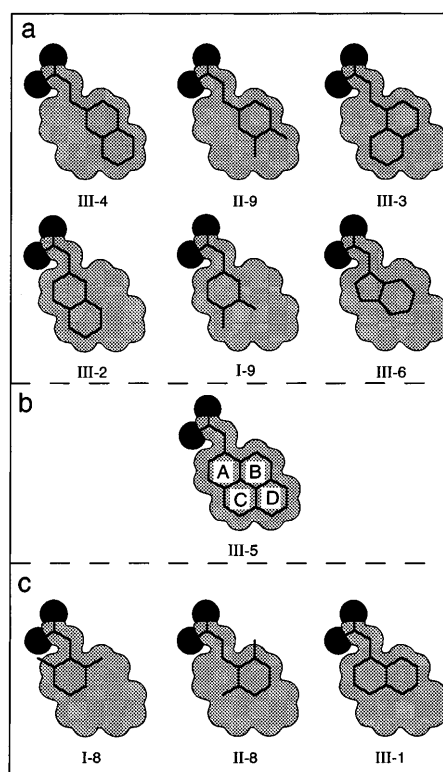 a
III-4 II-9 III-3
III-2 I-9 III-6
b
A B
C D
III-5
c
I-8 II-8 III-1